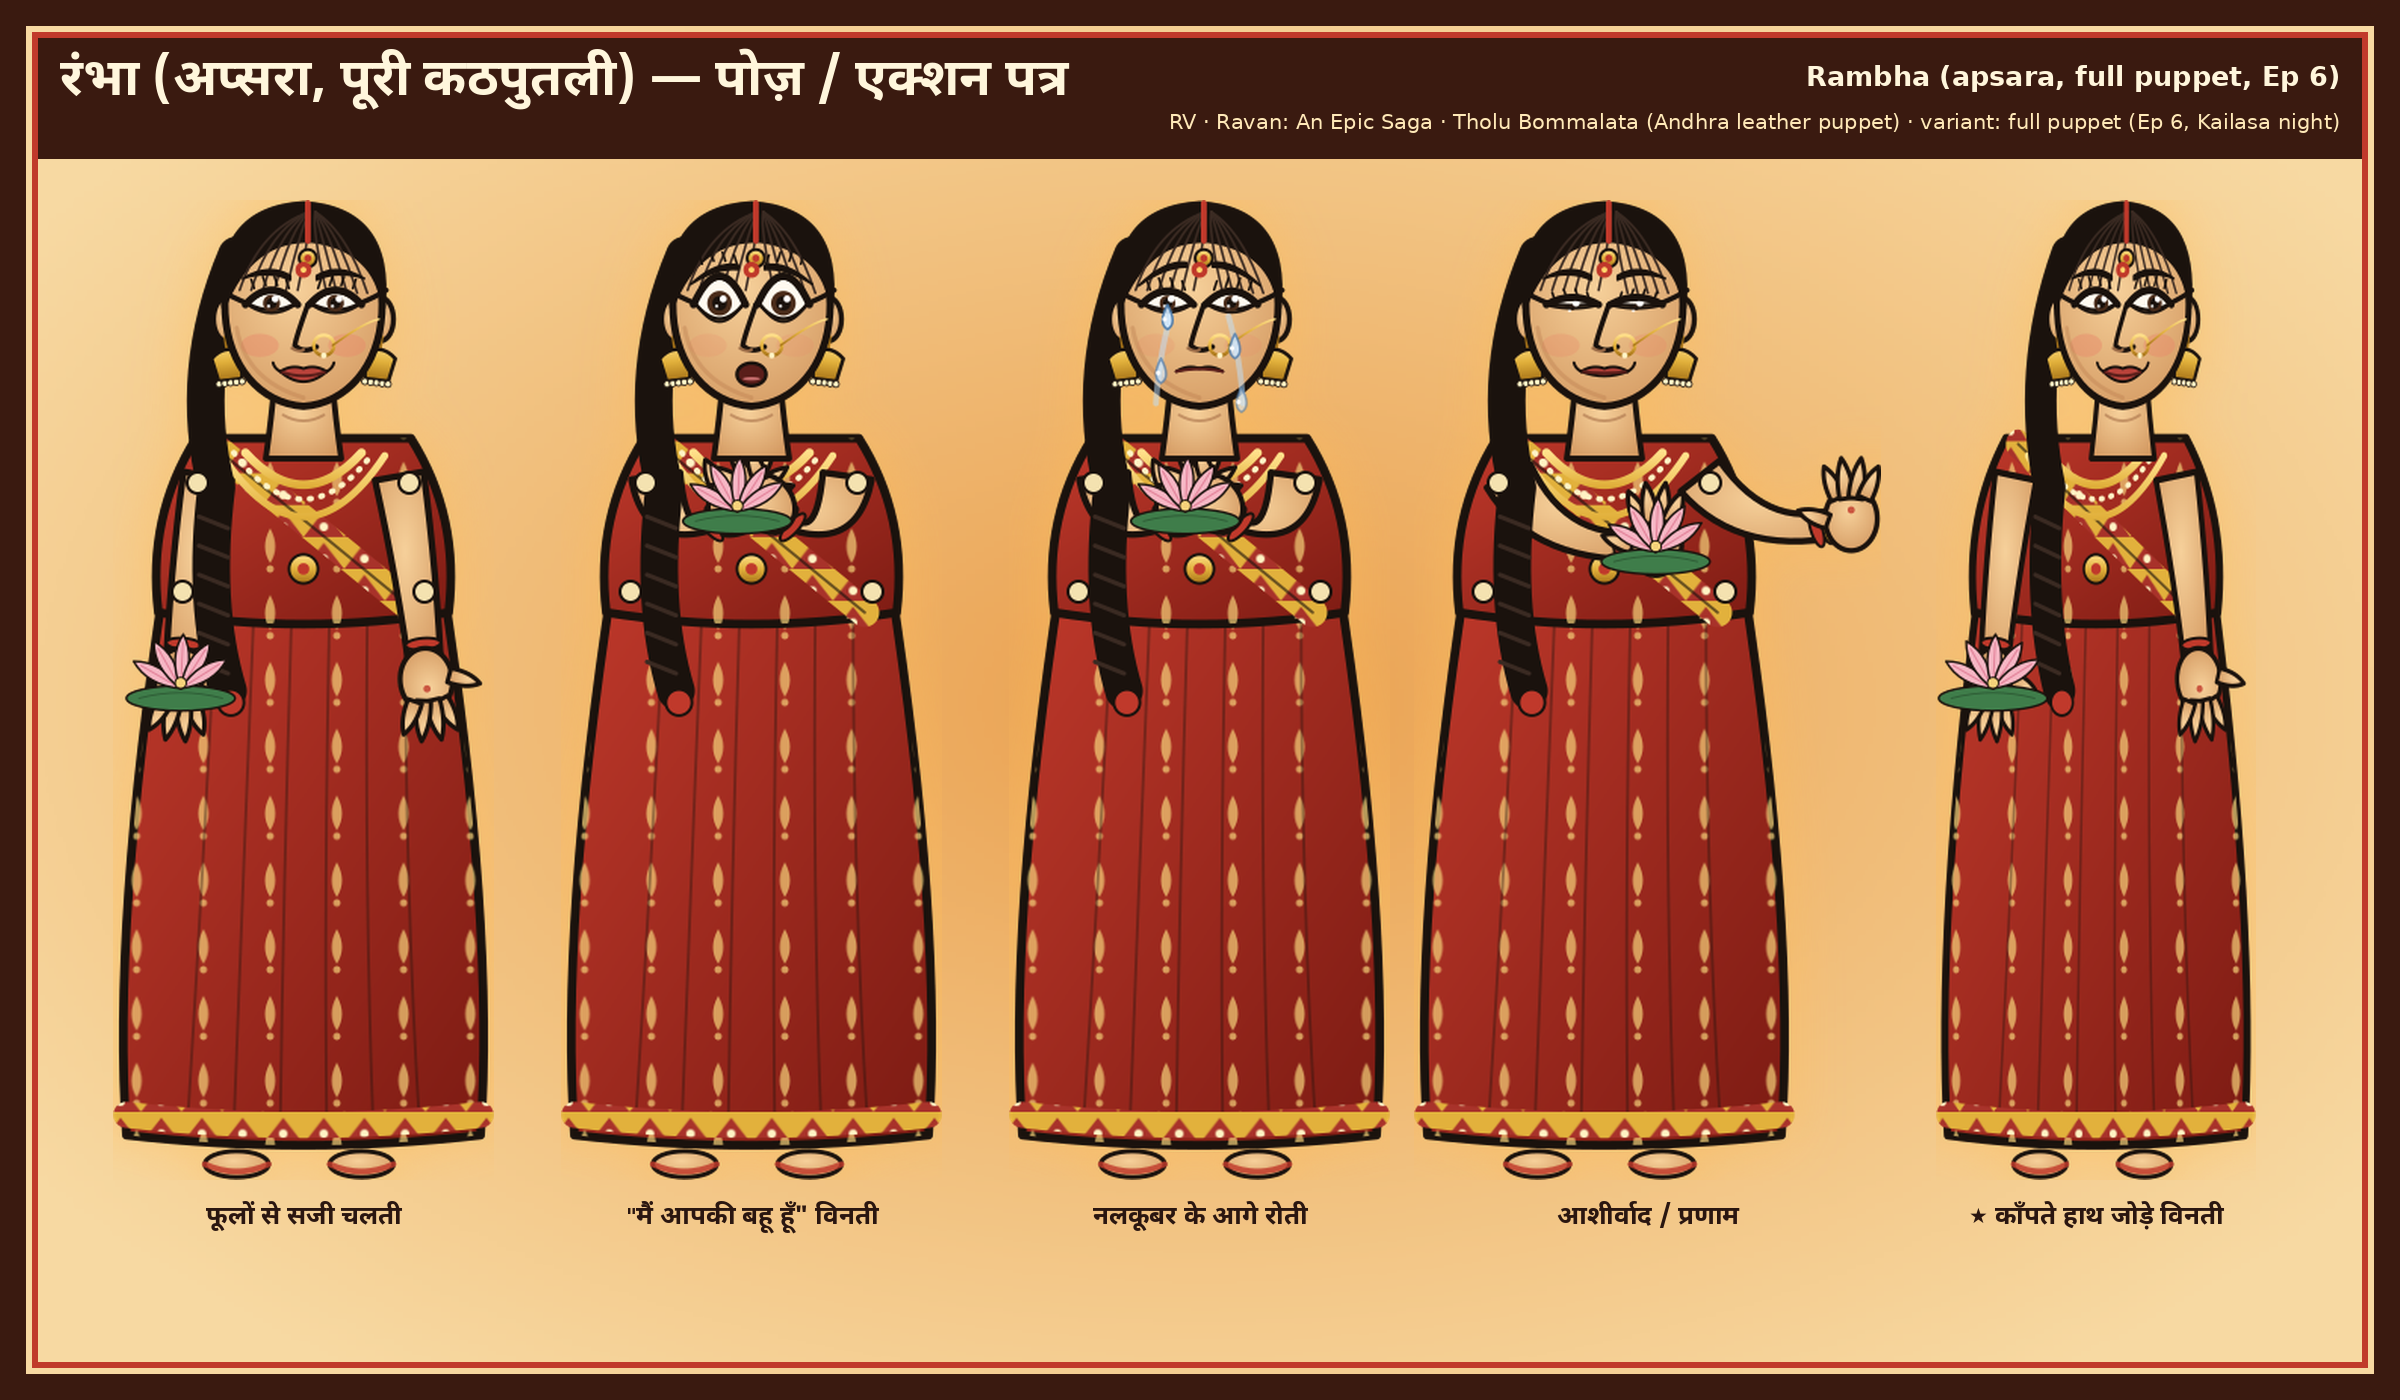 रंभा (अप्सरा, पूरी कठपुतली) — पोज़ / एक्शन पत्र
Rambha (apsara, full puppet, Ep 6)
RV · Ravan: An Epic Saga · Tholu Bommalata (Andhra leather puppet) · variant: full puppet (Ep 6, Kailasa night)
फूलों से सजी चलती
"मैं आपकी बहू हूँ" विनती
नलकूबर के आगे रोती
आशीर्वाद / प्रणाम
★ काँपते हाथ जोड़े विनती